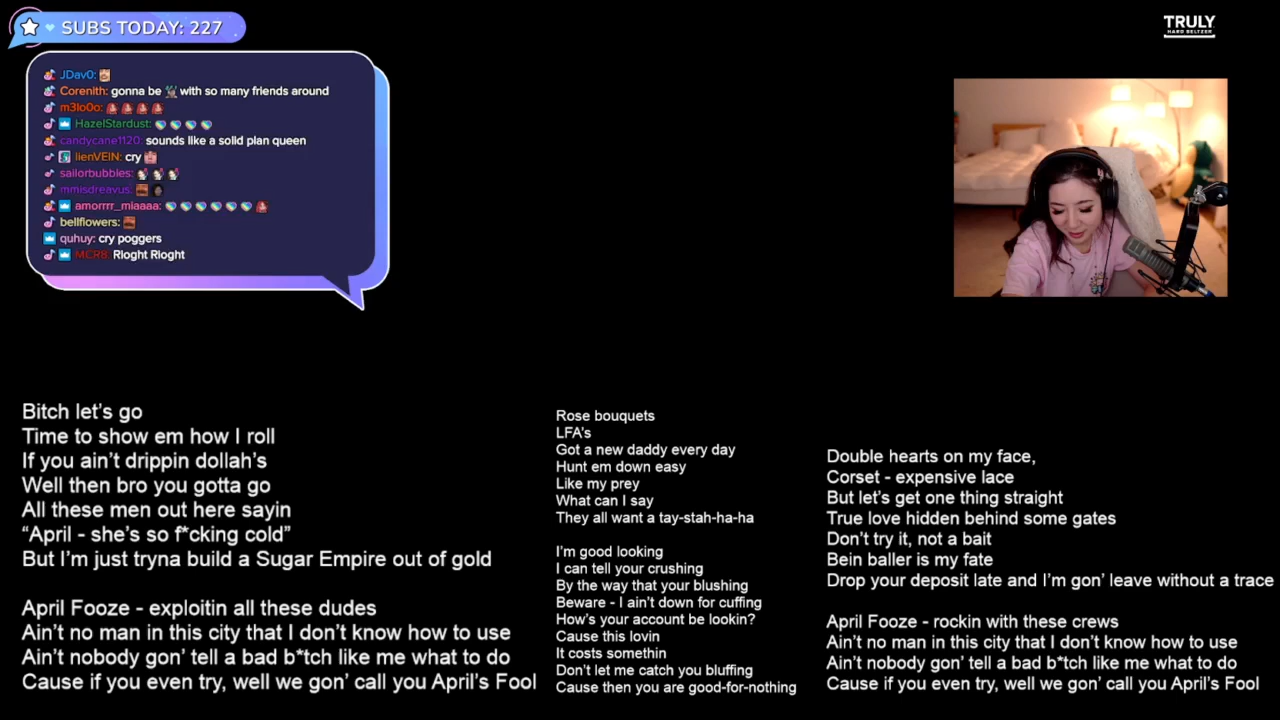 SUBS TODAY: 227
TRULY
HARD SELTZER
JDav0:
Corenith: gonna be with so many friends around
m3lo0o:
HazelStardust:
candycane1120: sounds like a solid plan queen
lienVEIN: cry
sailorbubbles:
mmisdreavus:
amorrrr_miaaaa:
bellflowers:
quhuy: cry poggers
MCR8: Rioght Rioght
Bitch let's go
Time to show em how I roll
If you ain't drippin dollah's
Well then bro you gotta go
All these men out here sayin
“April - she's so f*cking cold”
But I'm just tryna build a Sugar Empire out of gold
April Fooze - exploitin all these dudes
Ain't no man in this city that I don't know how to use
Ain't nobody gon' tell a bad b*tch like me what to do
Cause if you even try, well we gon' call you April's Fool
Rose bouquets
LFA's
Got a new daddy every day
Hunt em down easy
Like my prey
What can I say
They all want a tay-stah-ha-ha
I'm good looking
I can tell your crushing
By the way that your blushing
Beware - I ain't down for cuffing
How's your account be lookin?
Cause this lovin
It costs somethin
Don't let me catch you bluffing
Cause then you are good-for-nothing
Double hearts on my face,
Corset - expensive lace
But let's get one thing straight
True love hidden behind some gates
Don't try it, not a bait
Bein baller is my fate
Drop your deposit late and I'm gon' leave without a trace
April Fooze - rockin with these crews
Ain't no man in this city that I don't know how to use
Ain't nobody gon' tell a bad b*tch like me what to do
Cause if you even try, well we gon' call you April's Fool